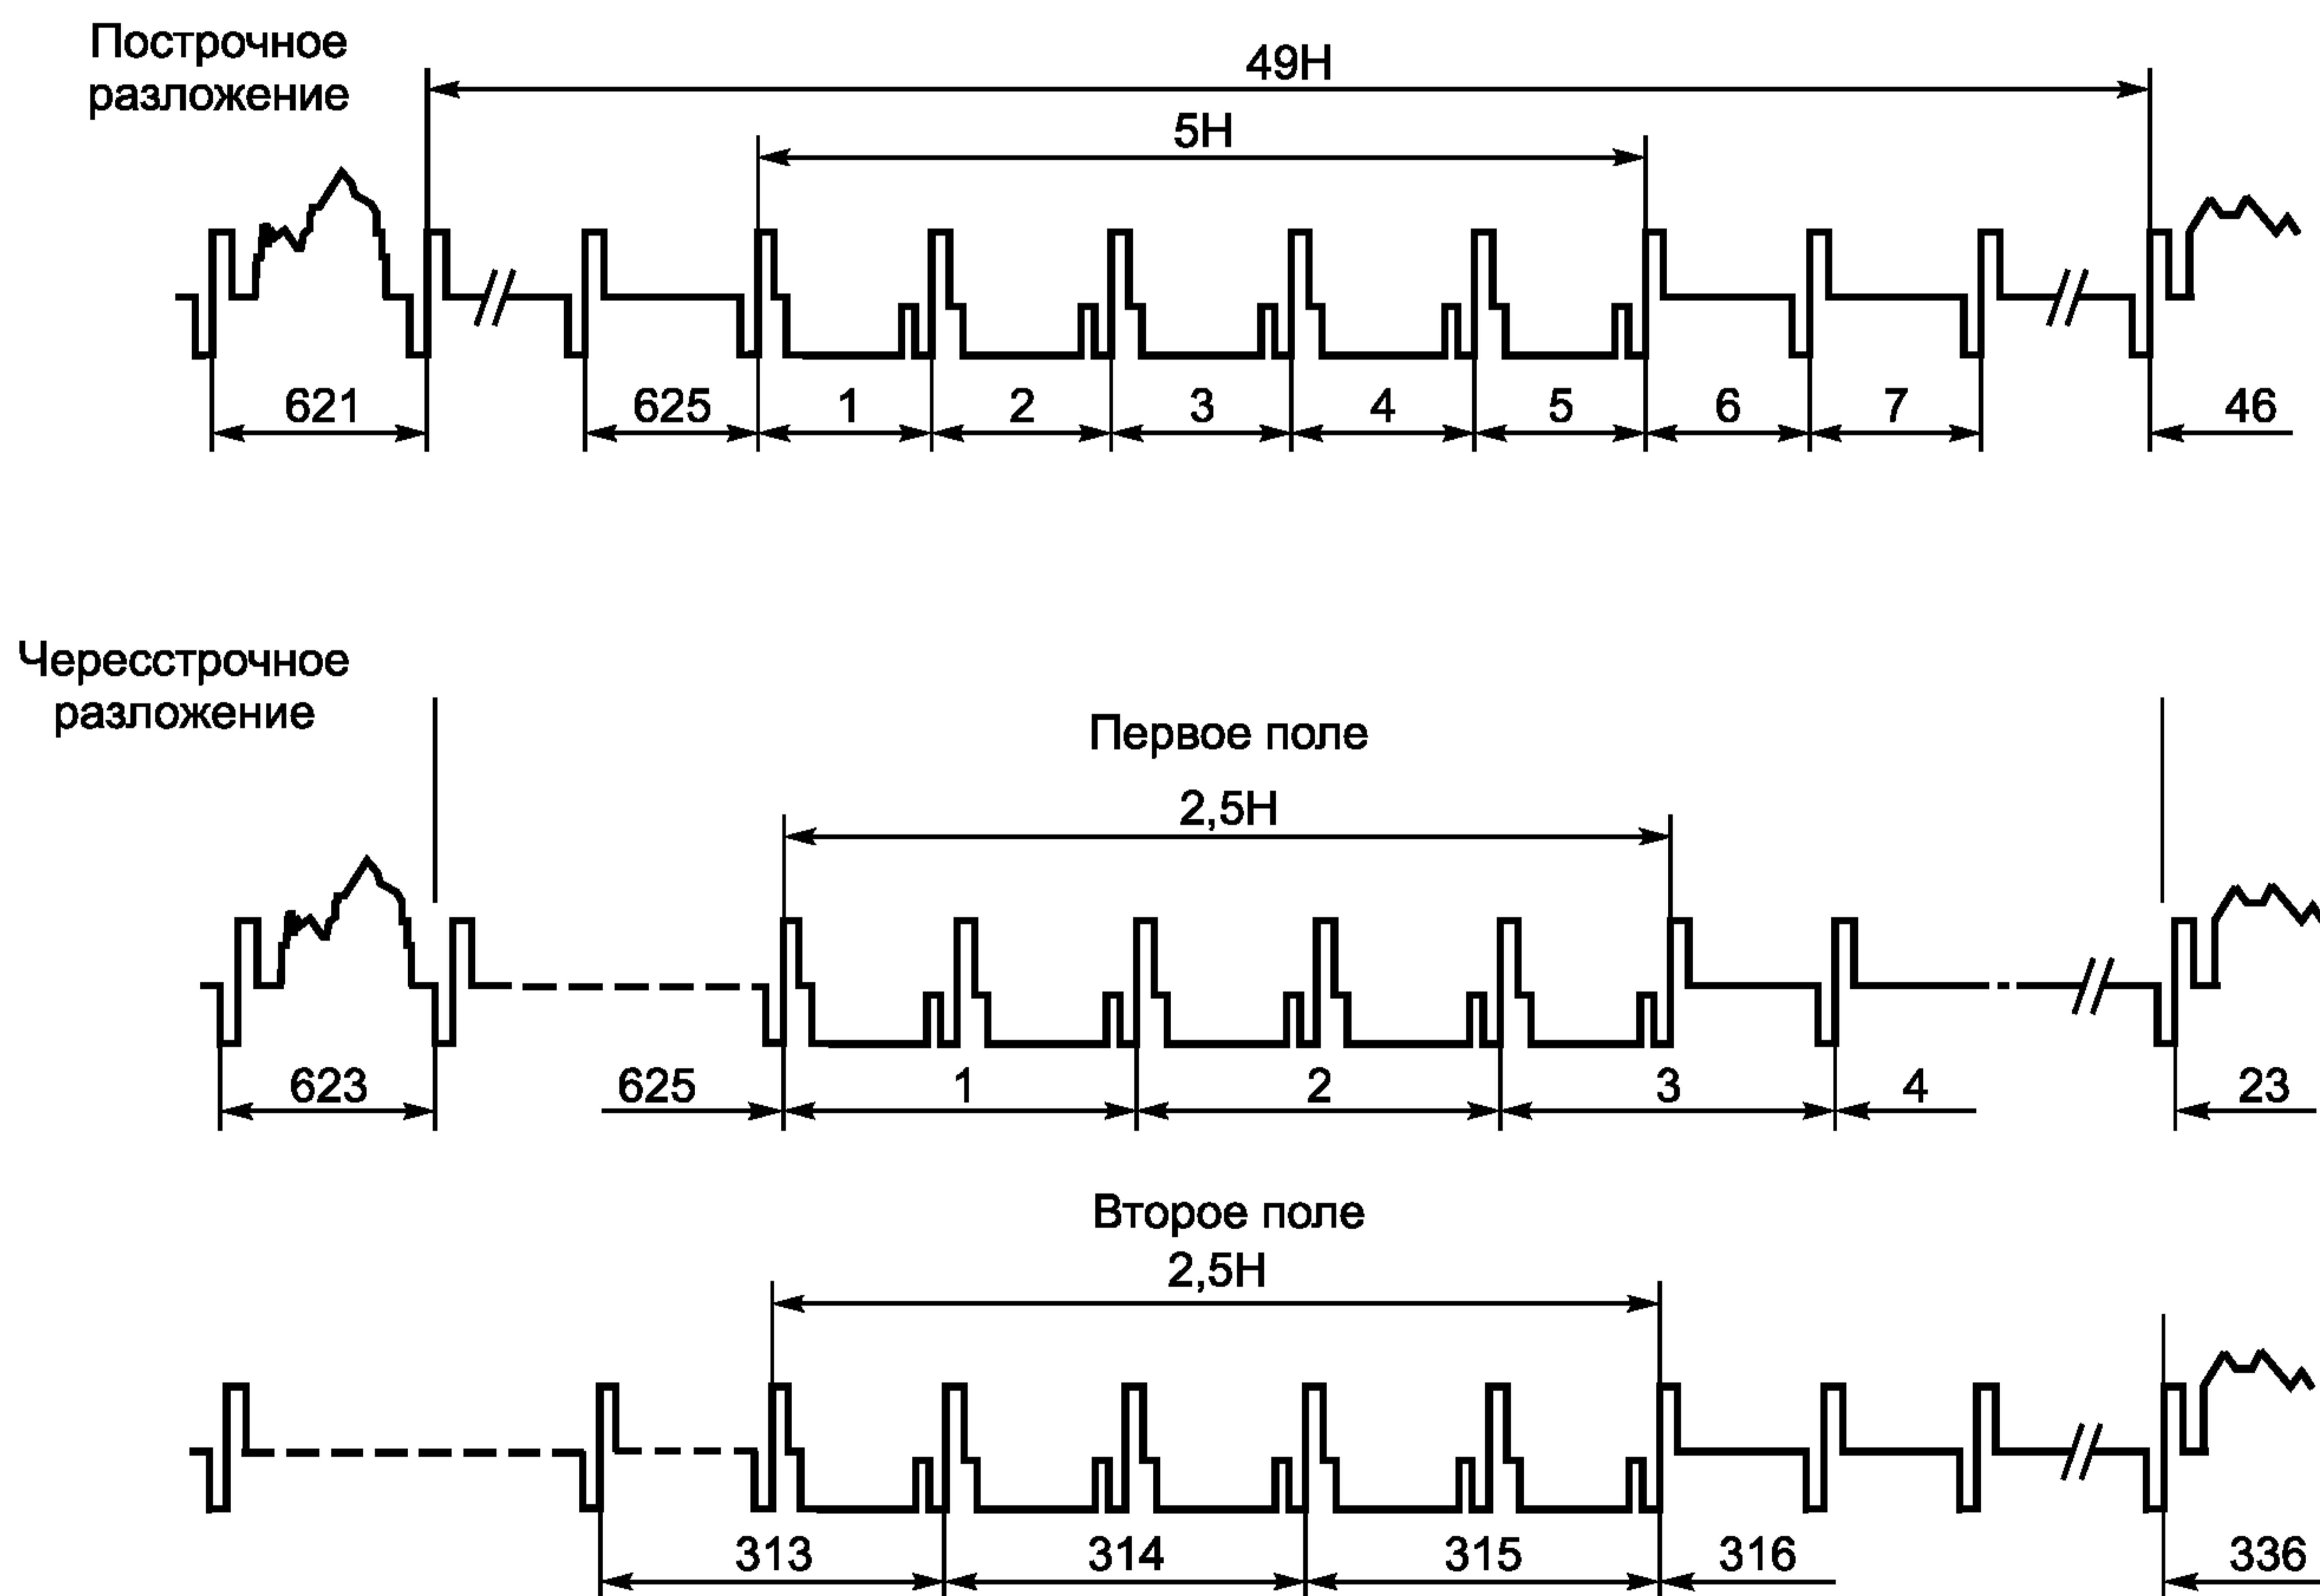 Построчное
разложение
49H
5H
621
625
1
2
3
4
5
6
7
46
Чересстрочное
разложение
Первое поле
2,5H
623
625
1
2
3
4
23
Второе поле
2,5H
313
314
315
316
336